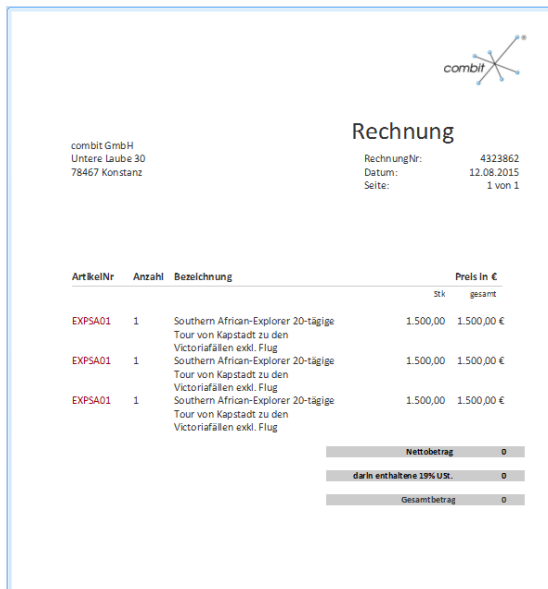 combit
Rechnung
combit GmbH
Untere Laube 30
78467 Konstanz
RechnungNr: 4323862
Datum: 12.08.2015
Seite: 1 von 1
ArtikelNr Anzahl Bezeichnung Preis in €
Stk gesamt
EXPSA01 1 Southern African-Explorer 20-tägige 1.500,00 1.500,00 €
Tour von Kapstadt zu den
Victoriafällen exkl. Flug
EXPSA01 1 Southern African-Explorer 20-tägige 1.500,00 1.500,00 €
Tour von Kapstadt zu den
Victoriafällen exkl. Flug
EXPSA01 1 Southern African-Explorer 20-tägige 1.500,00 1.500,00 €
Tour von Kapstadt zu den
Victoriafällen exkl. Flug
Nettobetrag 0
darin enthaltene 19% USt. 0
Gesamtbetrag 0